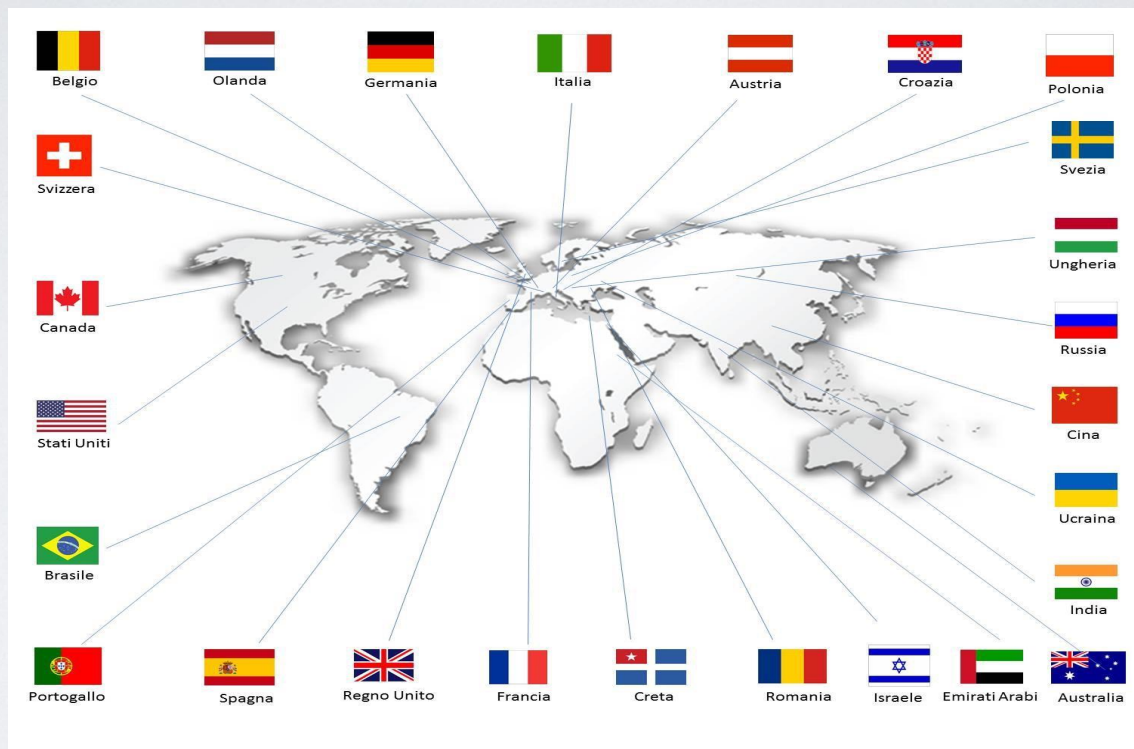 Belgio
Olanda
Germania
Italia
Austria
Croazia
Polonia
Svizzera
Svezia
Canada
Ungheria
Russia
Stati Uniti
Cina
Brasile
Ucraina
India
Portogallo
Spagna
Regno Unito
Francia
Creta
Romania
Israele
Emirati Arabi
Australia